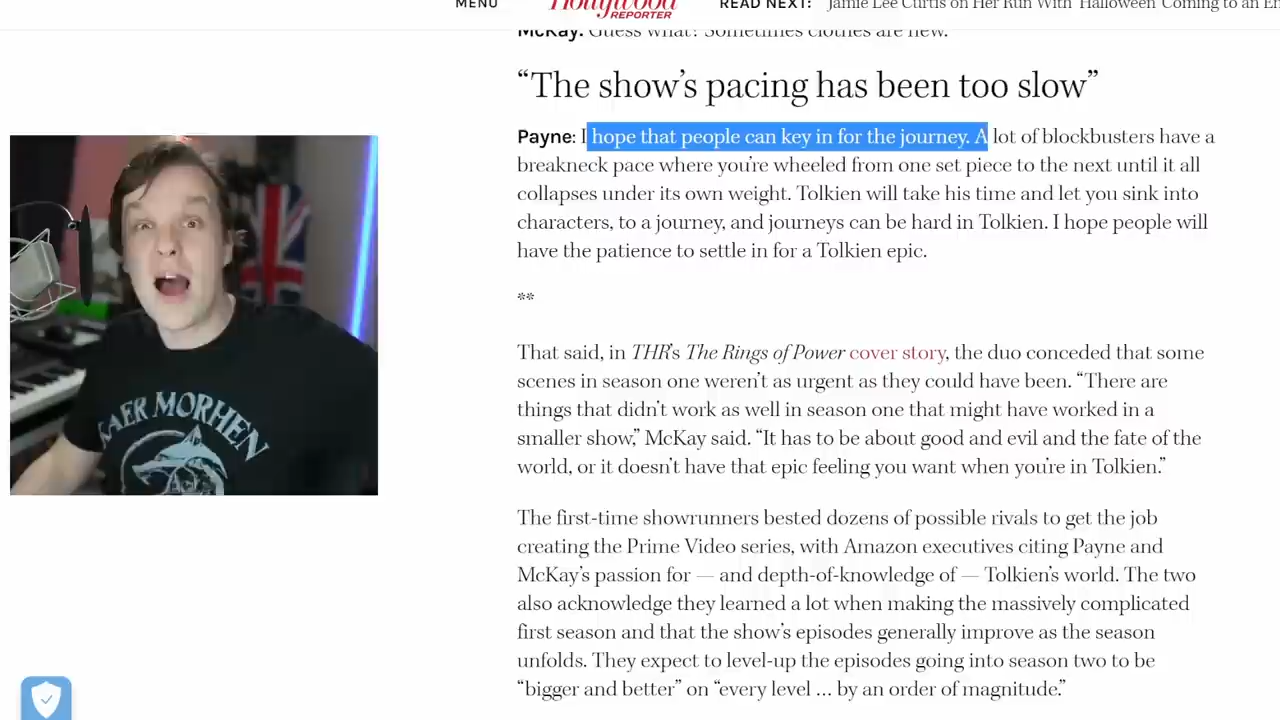 MENU
Hollywood
REPORTER
READ NEXT: Jamie Lee Curtis on Her Run With 'Halloween' Coming to an En
McKay: Guess what? Sometimes clothes are new.
“The show’s pacing has been too slow”
Payne: I hope that people can key in for the journey. A lot of blockbusters have a
breakneck pace where you’re wheeled from one set piece to the next until it all
collapses under its own weight. Tolkien will take his time and let you sink into
characters, to a journey, and journeys can be hard in Tolkien. I hope people will
have the patience to settle in for a Tolkien epic.
**
That said, in THR’s The Rings of Power cover story, the duo conceded that some
scenes in season one weren’t as urgent as they could have been. “There are
things that didn’t work as well in season one that might have worked in a
smaller show,” McKay said. “It has to be about good and evil and the fate of the
world, or it doesn’t have that epic feeling you want when you’re in Tolkien.”
The first-time showrunners bested dozens of possible rivals to get the job
creating the Prime Video series, with Amazon executives citing Payne and
McKay’s passion for — and depth-of-knowledge of — Tolkien’s world. The two
also acknowledge they learned a lot when making the massively complicated
first season and that the show’s episodes generally improve as the season
unfolds. They expect to level-up the episodes going into season two to be
“bigger and better” on “every level … by an order of magnitude.”
KAER MORHEN